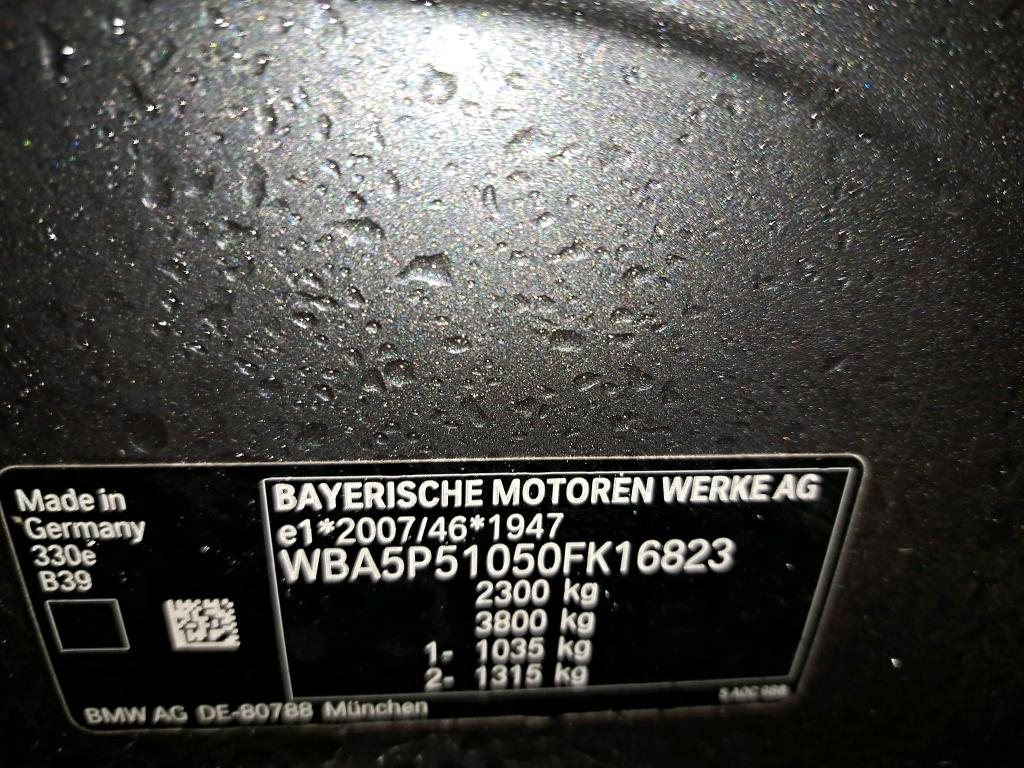 Made in
Germany
330e
B39
BAYERISCHE MOTOREN WERKE AG
e1*2007/46*1947
WBA5P51050FK16823
2300 kg
3800 kg
1- 1035 kg
2- 1315 kg
BMW AG DE-80788 München